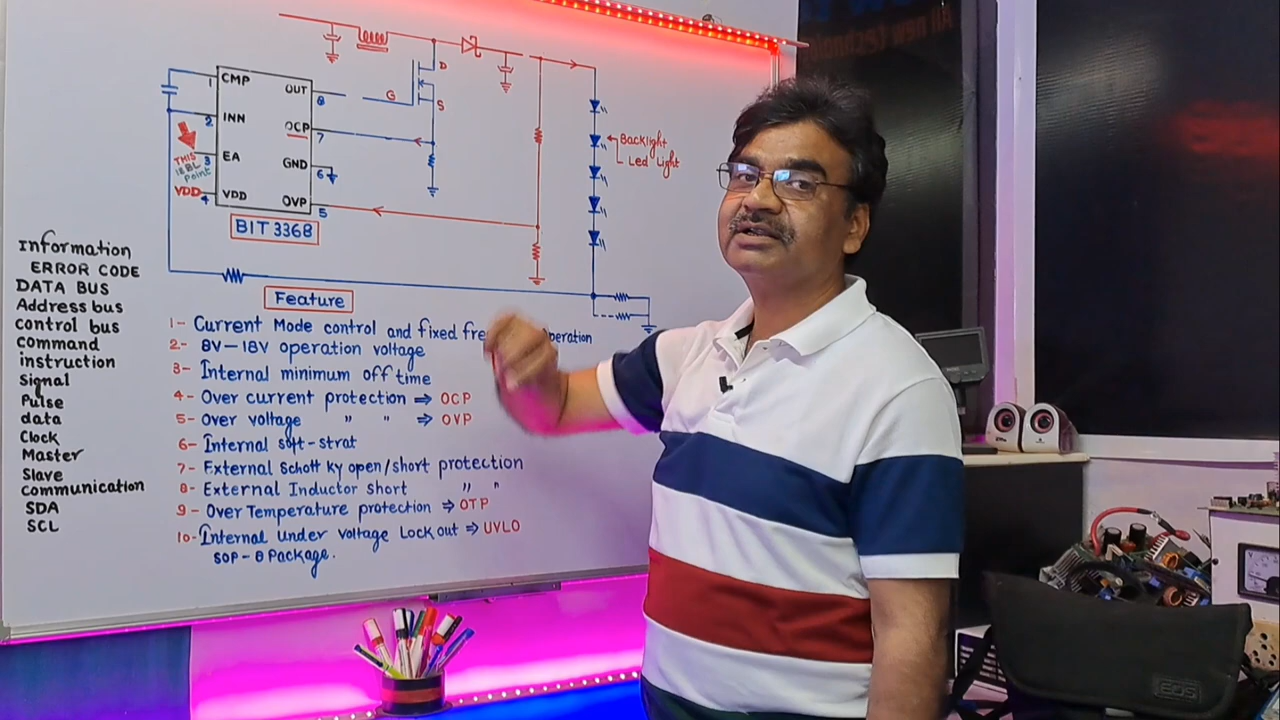 All new technolo
CMP
OUT
1
8
G
D
S
INN
2
OCP
7
THIS
IS BL
Point
EA
3
GND
6
VDD
4
VDD
OVP
5
BIT 3368
Backlight
Led Light
Information
ERROR CODE
DATA BUS
Address bus
control bus
command
instruction
Signal
Pulse
data
Clock
Master
Slave
Communication
SDA
SCL
Feature
1- Current Mode control and fixed fre operation
2- 8V-18V operation voltage
3- Internal minimum off time
4- Over current protection ⇒ OCP
5- Over voltage " " ⇒ OVP
6- Internal soft-strat
7- External Schott ky open/short protection
8- External Inductor short " "
9- Over Temperature protection ⇒ OTP
10- Internal Under voltage Lock out ⇒ UVLO
SOP-8 Package.
EOS
V